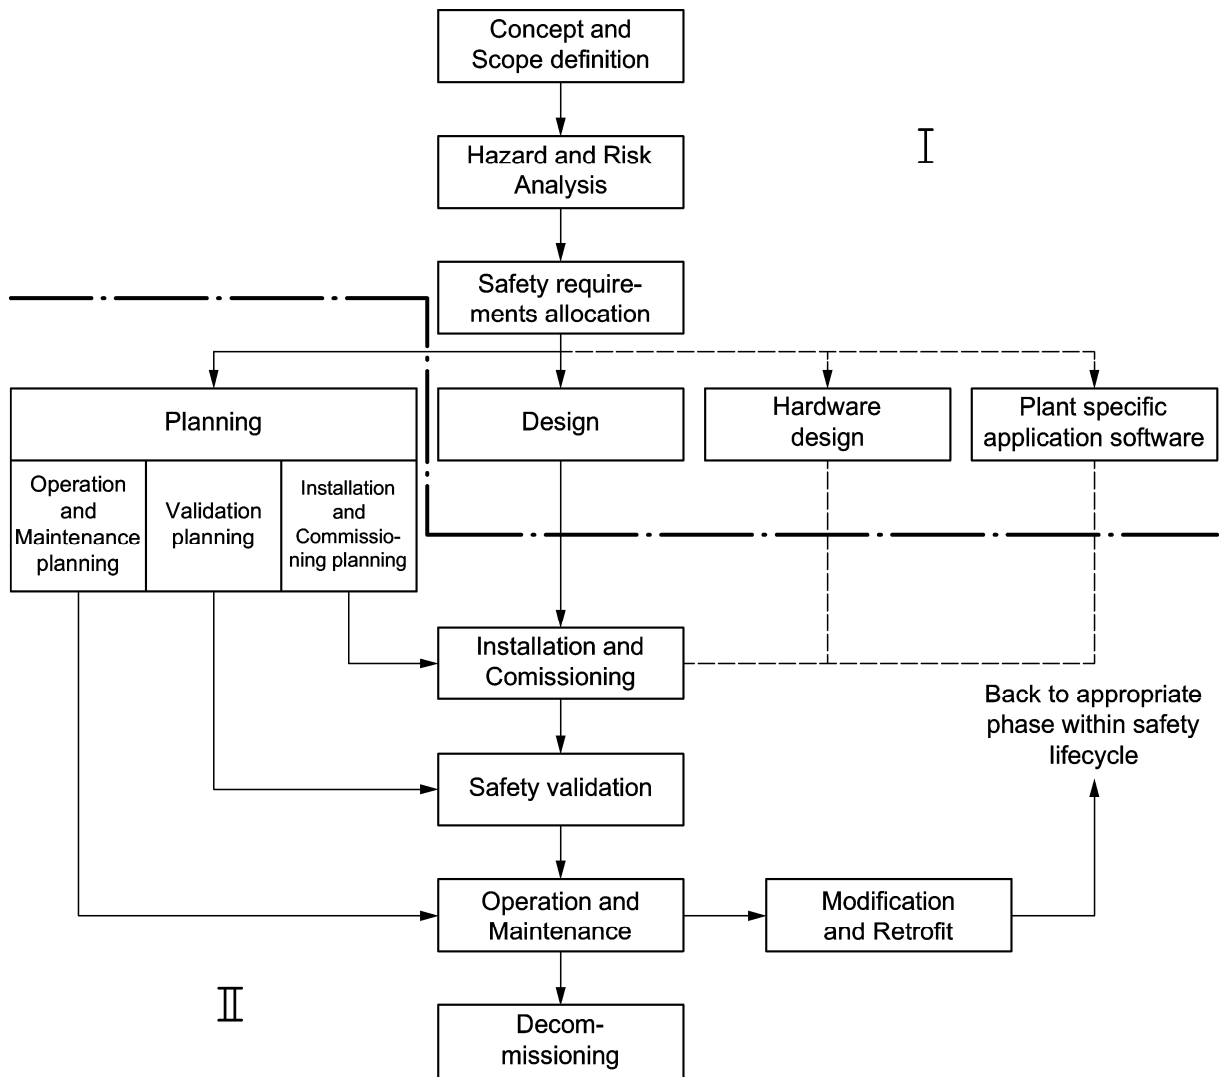 Concept and
Scope definition
I
Hazard and Risk
Analysis
Safety require-
ments allocation
Planning
Design
Hardware
design
Plant specific
application software
Operation
and
Maintenance
planning
Validation
planning
Installation
and
Commissio-
ning planning
Installation and
Comissioning
Back to appropriate
phase within safety
lifecycle
Safety validation
Operation and
Maintenance
Modification
and Retrofit
II
Decom-
missioning